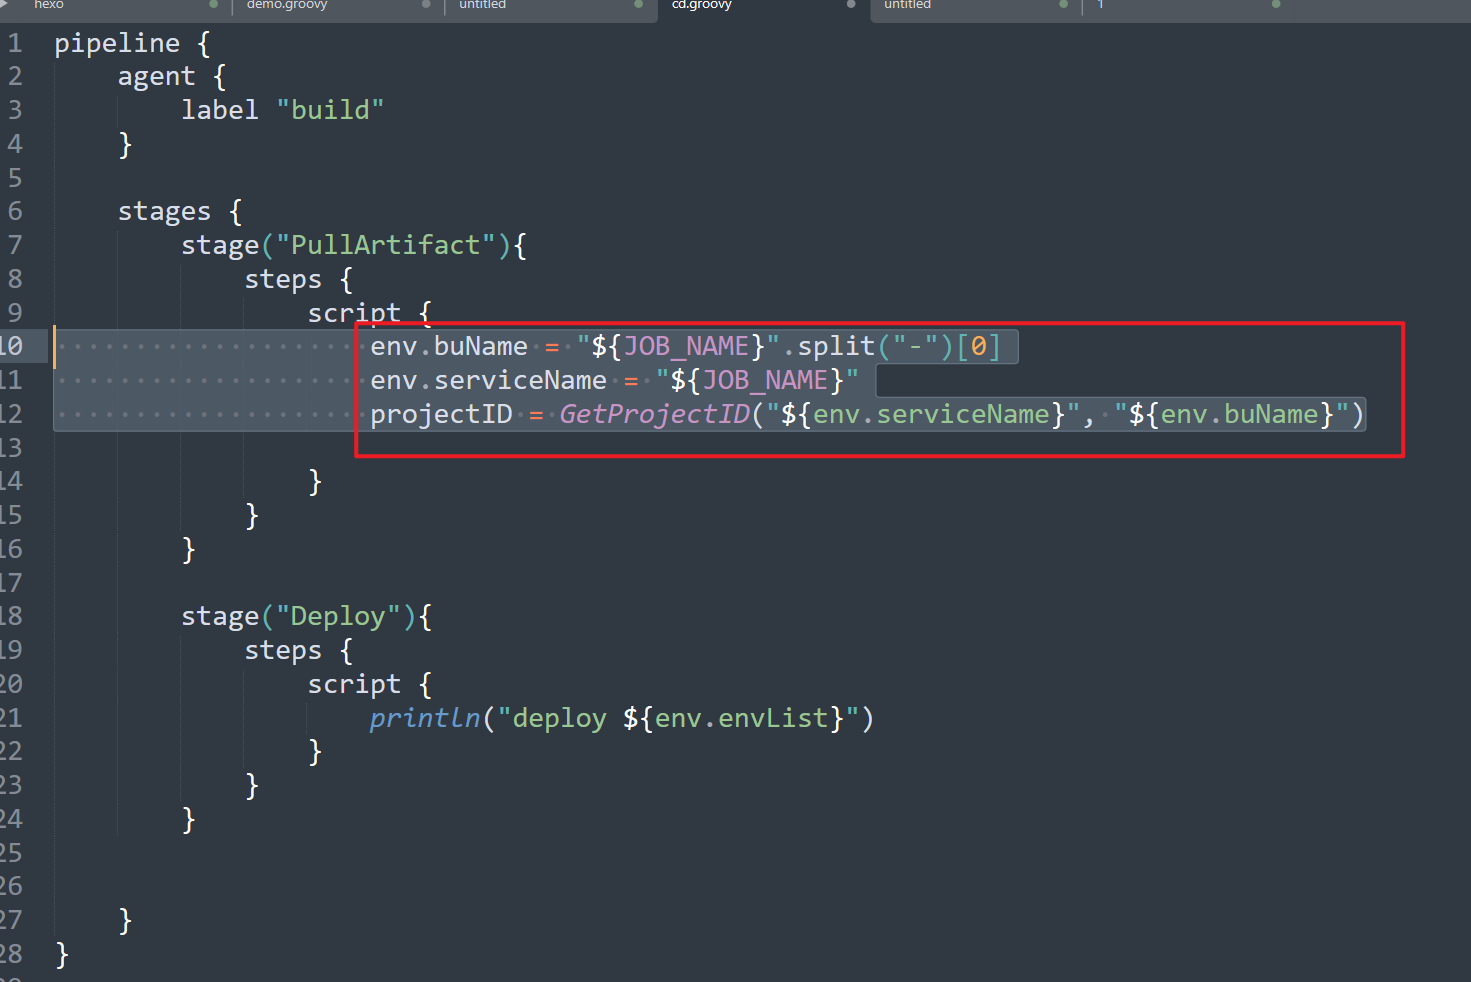 hexo demo.groovy untitled cd.groovy untitled 1
1 pipeline {
2 agent {
3 label "build"
4 }
5
6 stages {
7 stage("PullArtifact"){
8 steps {
9 script {
10 env.buName = "${JOB_NAME}".split("-")[0]
11 env.serviceName = "${JOB_NAME}"
12 projectID = GetProjectID("${env.serviceName}", "${env.buName}")
13
14 }
15 }
16 }
17
18 stage("Deploy"){
19 steps {
20 script {
21 println("deploy ${env.envList}")
22 }
23 }
24 }
25
26
27 }
28 }